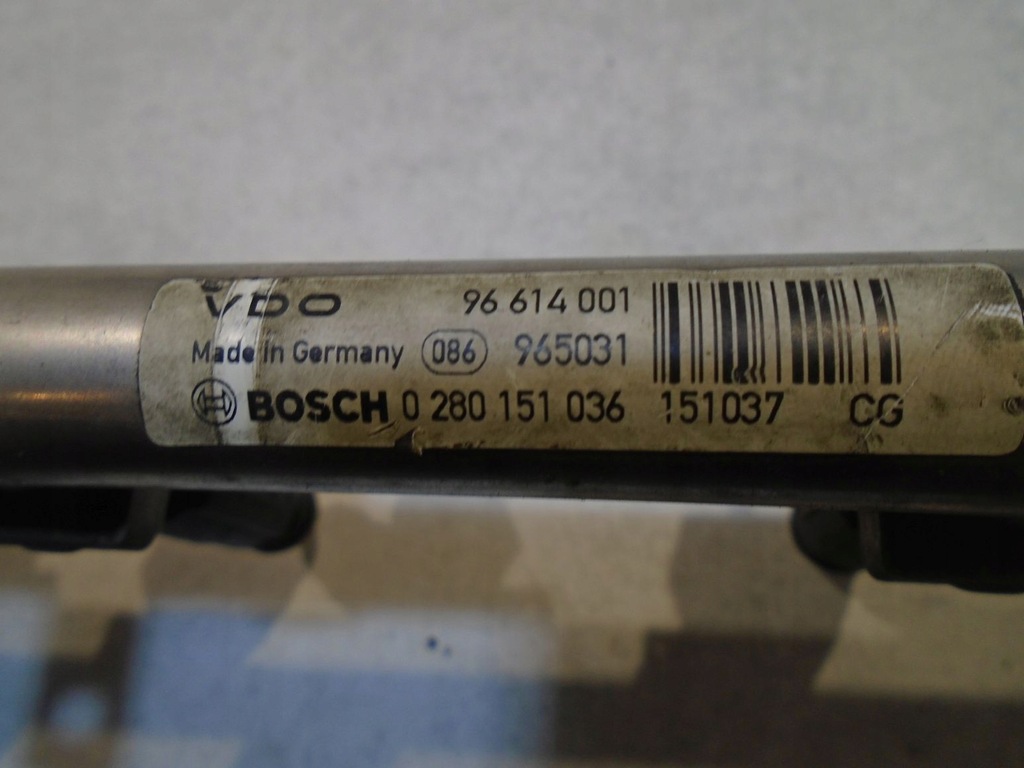 VDO 96 614 001
Made in Germany 086 965031
BOSCH 0 280 151 036 151037 CG